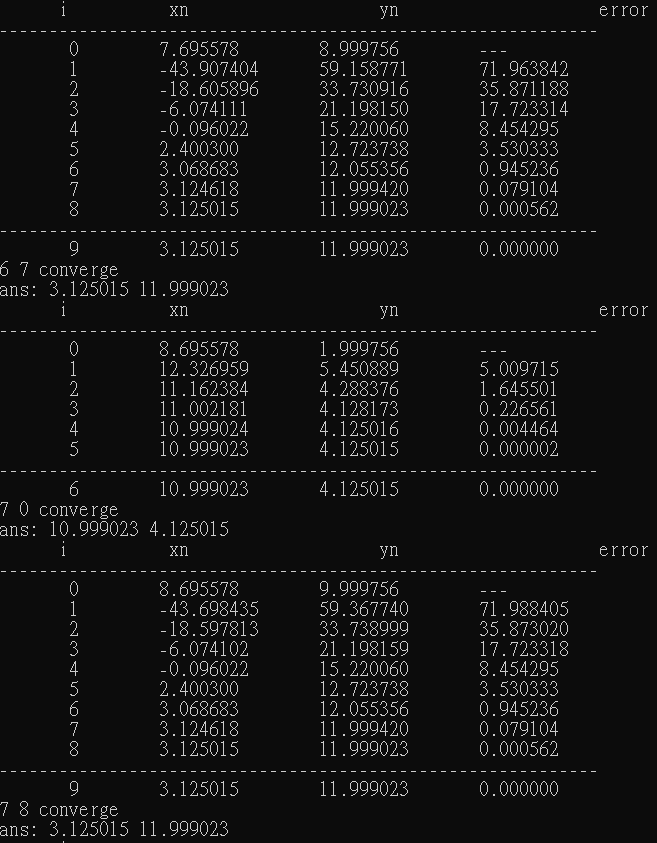 i xn yn error
------------------------------------------------------------
0 7.695578 8.999756 ---
1 -43.907404 59.158771 71.963842
2 -18.605896 33.730916 35.871188
3 -6.074111 21.198150 17.723314
4 -0.096022 15.220060 8.454295
5 2.400300 12.723738 3.530333
6 3.068683 12.055356 0.945236
7 3.124618 11.999420 0.079104
8 3.125015 11.999023 0.000562
------------------------------------------------------------
9 3.125015 11.999023 0.000000
6 7 converge
ans: 3.125015 11.999023
i xn yn error
------------------------------------------------------------
0 8.695578 1.999756 ---
1 12.326959 5.450889 5.009715
2 11.162384 4.288376 1.645501
3 11.002181 4.128173 0.226561
4 10.999024 4.125016 0.004464
5 10.999023 4.125015 0.000002
------------------------------------------------------------
6 10.999023 4.125015 0.000000
7 0 converge
ans: 10.999023 4.125015
i xn yn error
------------------------------------------------------------
0 8.695578 9.999756 ---
1 -43.698435 59.367740 71.988405
2 -18.597813 33.738999 35.873020
3 -6.074102 21.198159 17.723318
4 -0.096022 15.220060 8.454295
5 2.400300 12.723738 3.530333
6 3.068683 12.055356 0.945236
7 3.124618 11.999420 0.079104
8 3.125015 11.999023 0.000562
------------------------------------------------------------
9 3.125015 11.999023 0.000000
7 8 converge
ans: 3.125015 11.999023